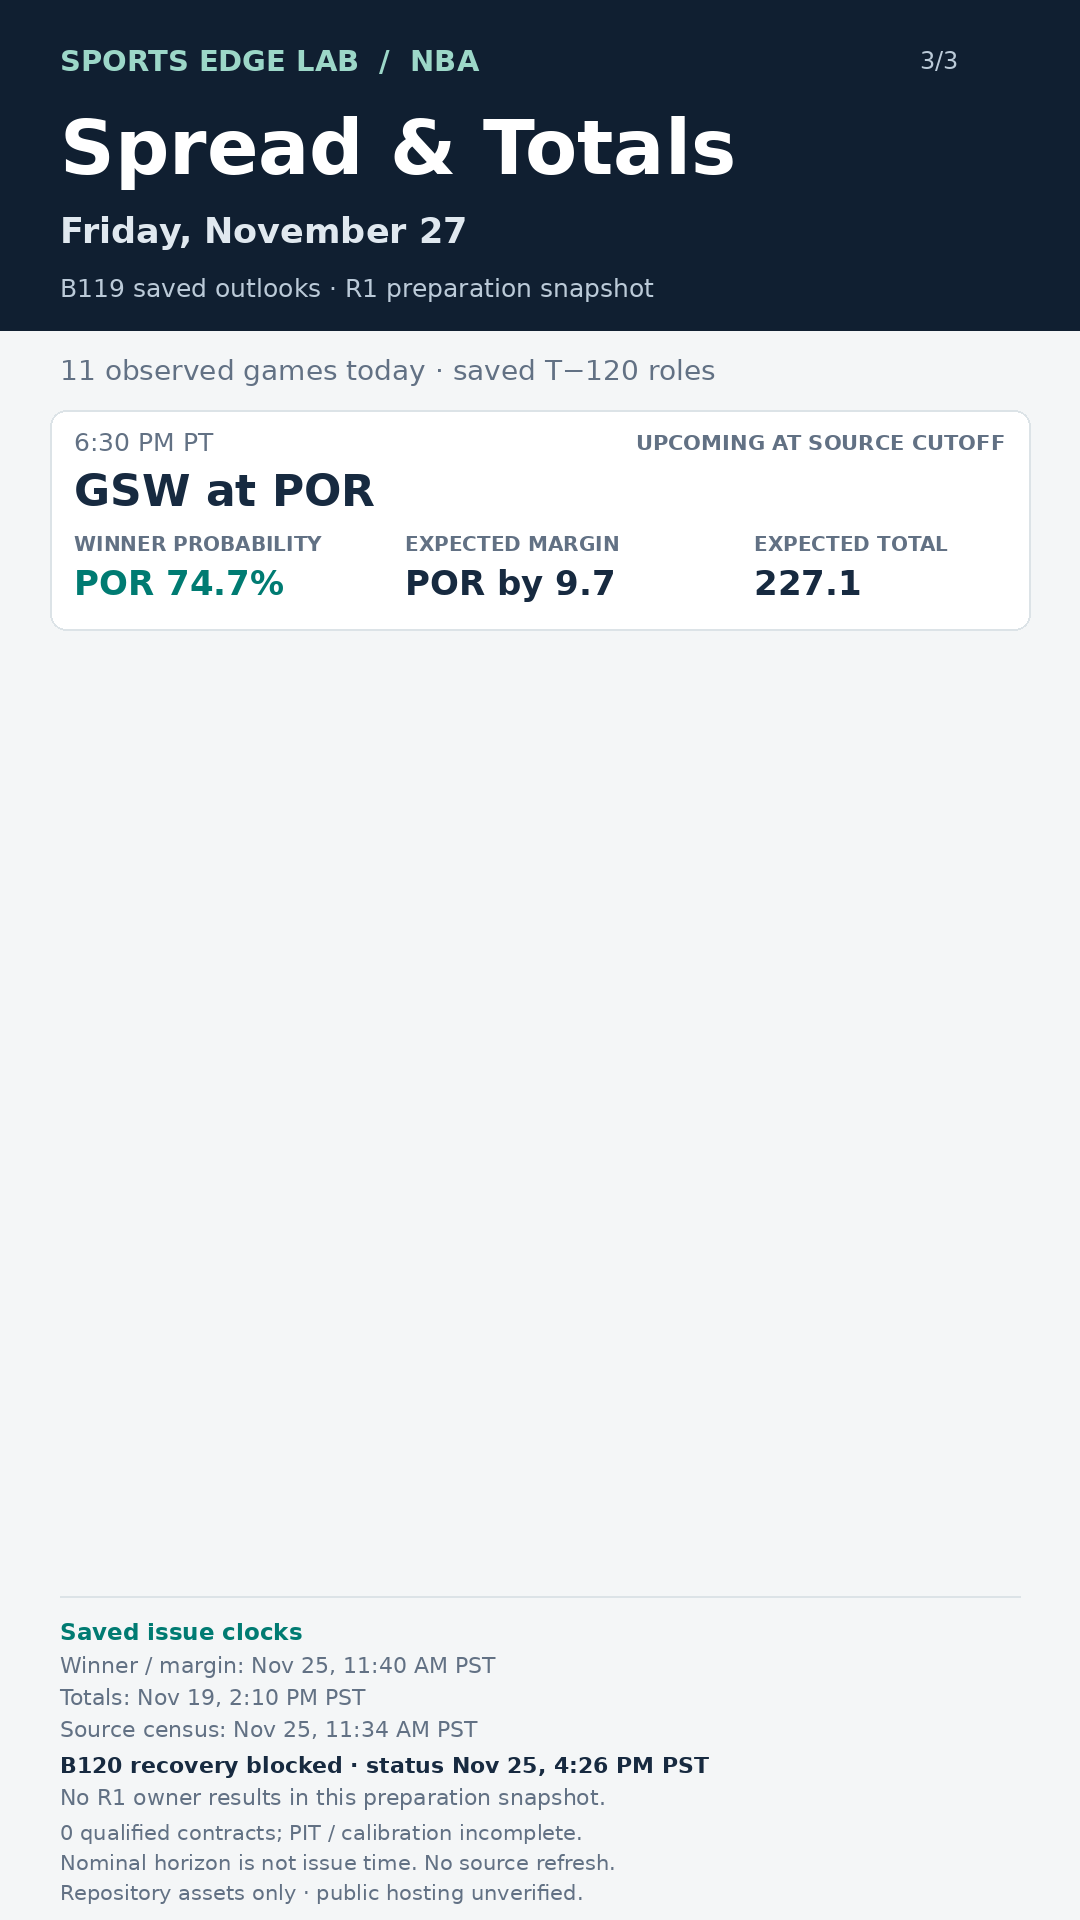 SPORTS EDGE LAB / NBA
3/3
Spread & Totals
Friday, November 27
B119 saved outlooks · R1 preparation snapshot
11 observed games today · saved T−120 roles
6:30 PM PT
UPCOMING AT SOURCE CUTOFF
GSW at POR
WINNER PROBABILITY
EXPECTED MARGIN
EXPECTED TOTAL
POR 74.7%
POR by 9.7
227.1
Saved issue clocks
Winner / margin: Nov 25, 11:40 AM PST
Totals: Nov 19, 2:10 PM PST
Source census: Nov 25, 11:34 AM PST
B120 recovery blocked · status Nov 25, 4:26 PM PST
No R1 owner results in this preparation snapshot.
0 qualified contracts; PIT / calibration incomplete.
Nominal horizon is not issue time. No source refresh.
Repository assets only · public hosting unverified.